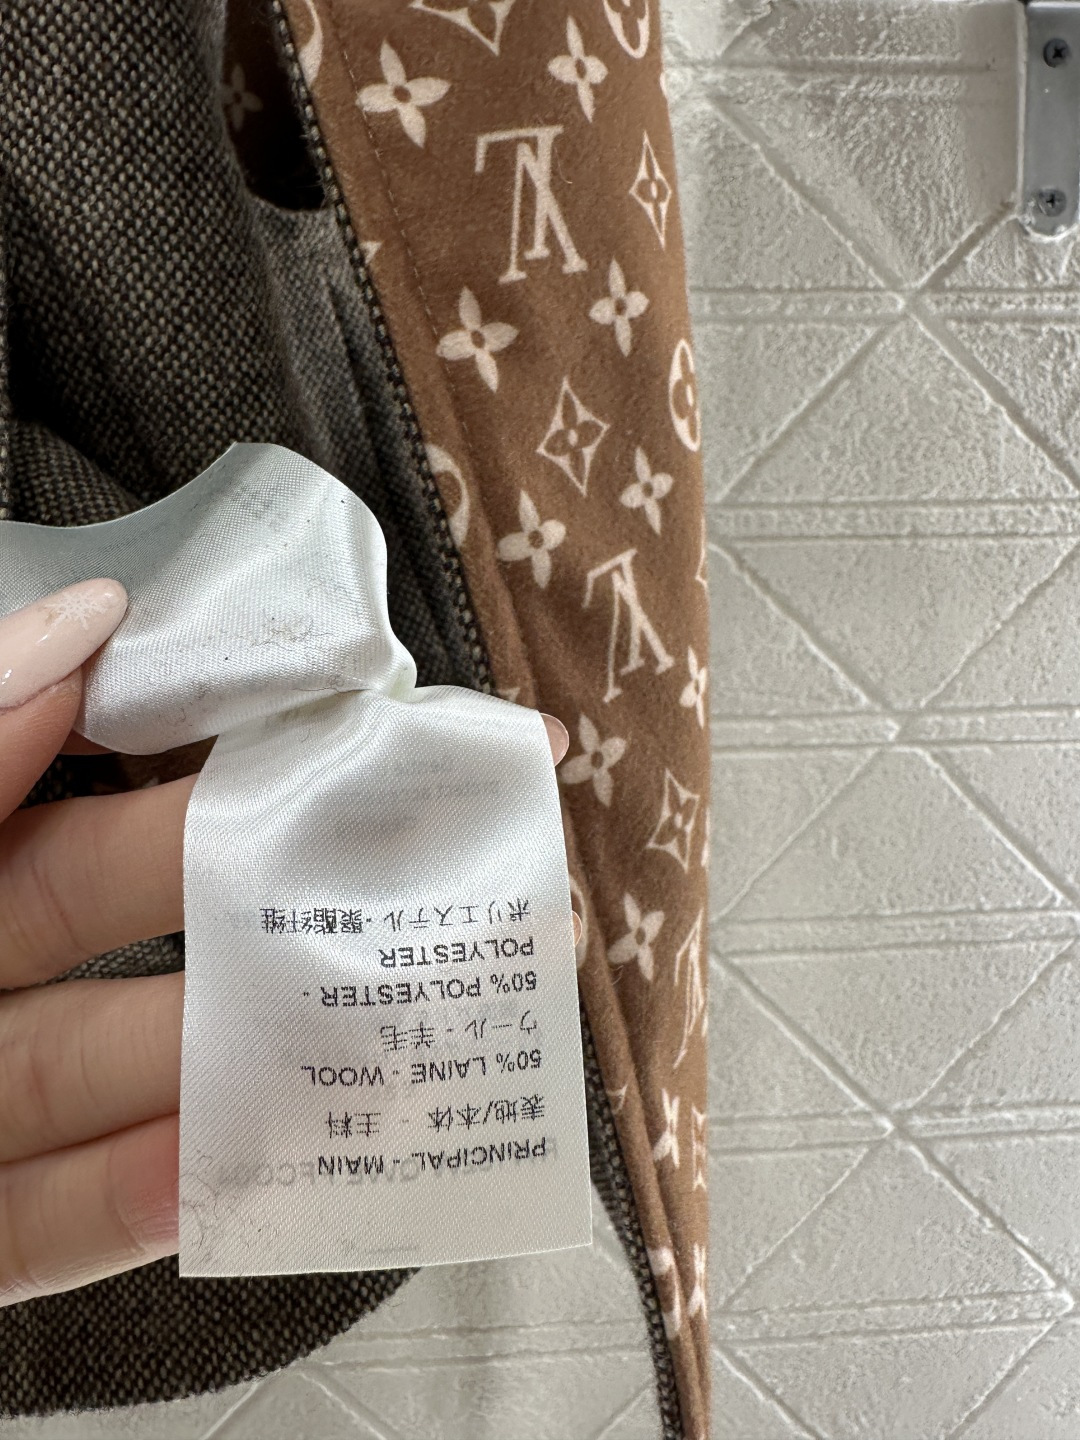 PRINCIPAL - MAIN
表地/本体 - 主料
50% LAINE - WOOL
ウール - 羊毛
50% POLYESTER -
POLYESTER
ポリエステル - 聚酯纤维